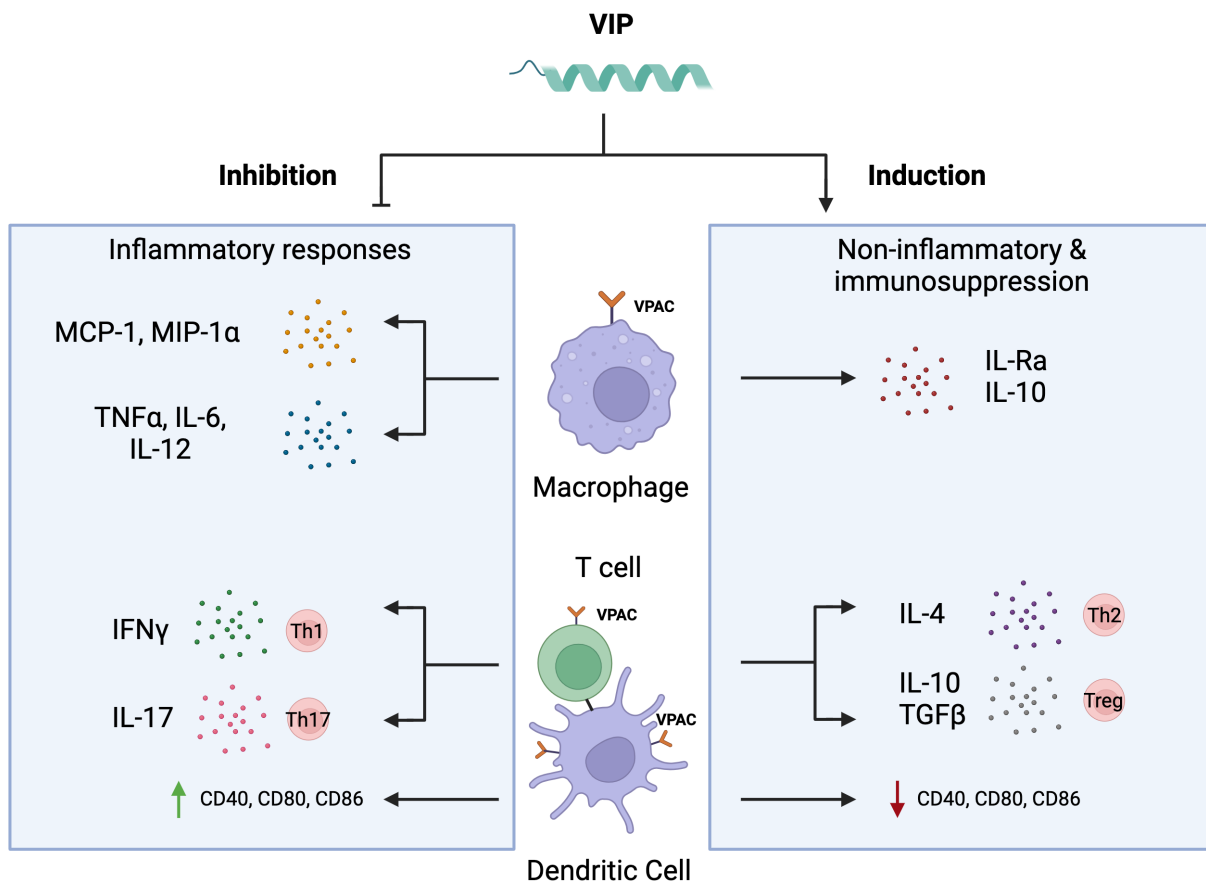 VIP
Inhibition
Induction
Inflammatory responses
Non-inflammatory &
immunosuppression
MCP-1, MIP-1α
TNFα, IL-6,
IL-12
VPAC
Macrophage
IL-Ra
IL-10
T cell
VPAC
IFNγ
Th1
IL-17
Th17
VPAC
IL-4
Th2
IL-10
TGFβ
Treg
CD40, CD80, CD86
CD40, CD80, CD86
Dendritic Cell